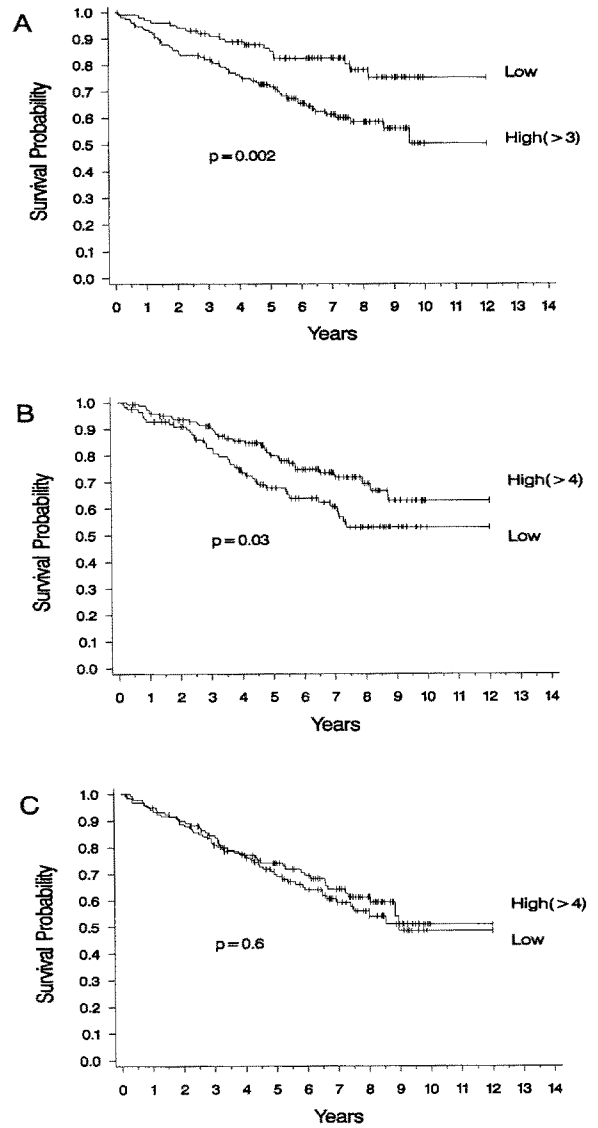 A
1.0
0.9
0.8
0.7
0.6
0.5
0.4
0.3
0.2
0.1
0.0
Survival Probability
Low
High(>3)
p=0.002
0 1 2 3 4 5 6 7 8 9 10 11 12 13 14
Years
B
1.0
0.9
0.8
0.7
0.6
0.5
0.4
0.3
0.2
0.1
0.0
Survival Probability
High(>4)
Low
p=0.03
0 1 2 3 4 5 6 7 8 9 10 11 12 13 14
Years
C
1.0
0.9
0.8
0.7
0.6
0.5
0.4
0.3
0.2
0.1
0.0
Survival Probability
High(>4)
Low
p=0.6
0 1 2 3 4 5 6 7 8 9 10 11 12 13 14
Years